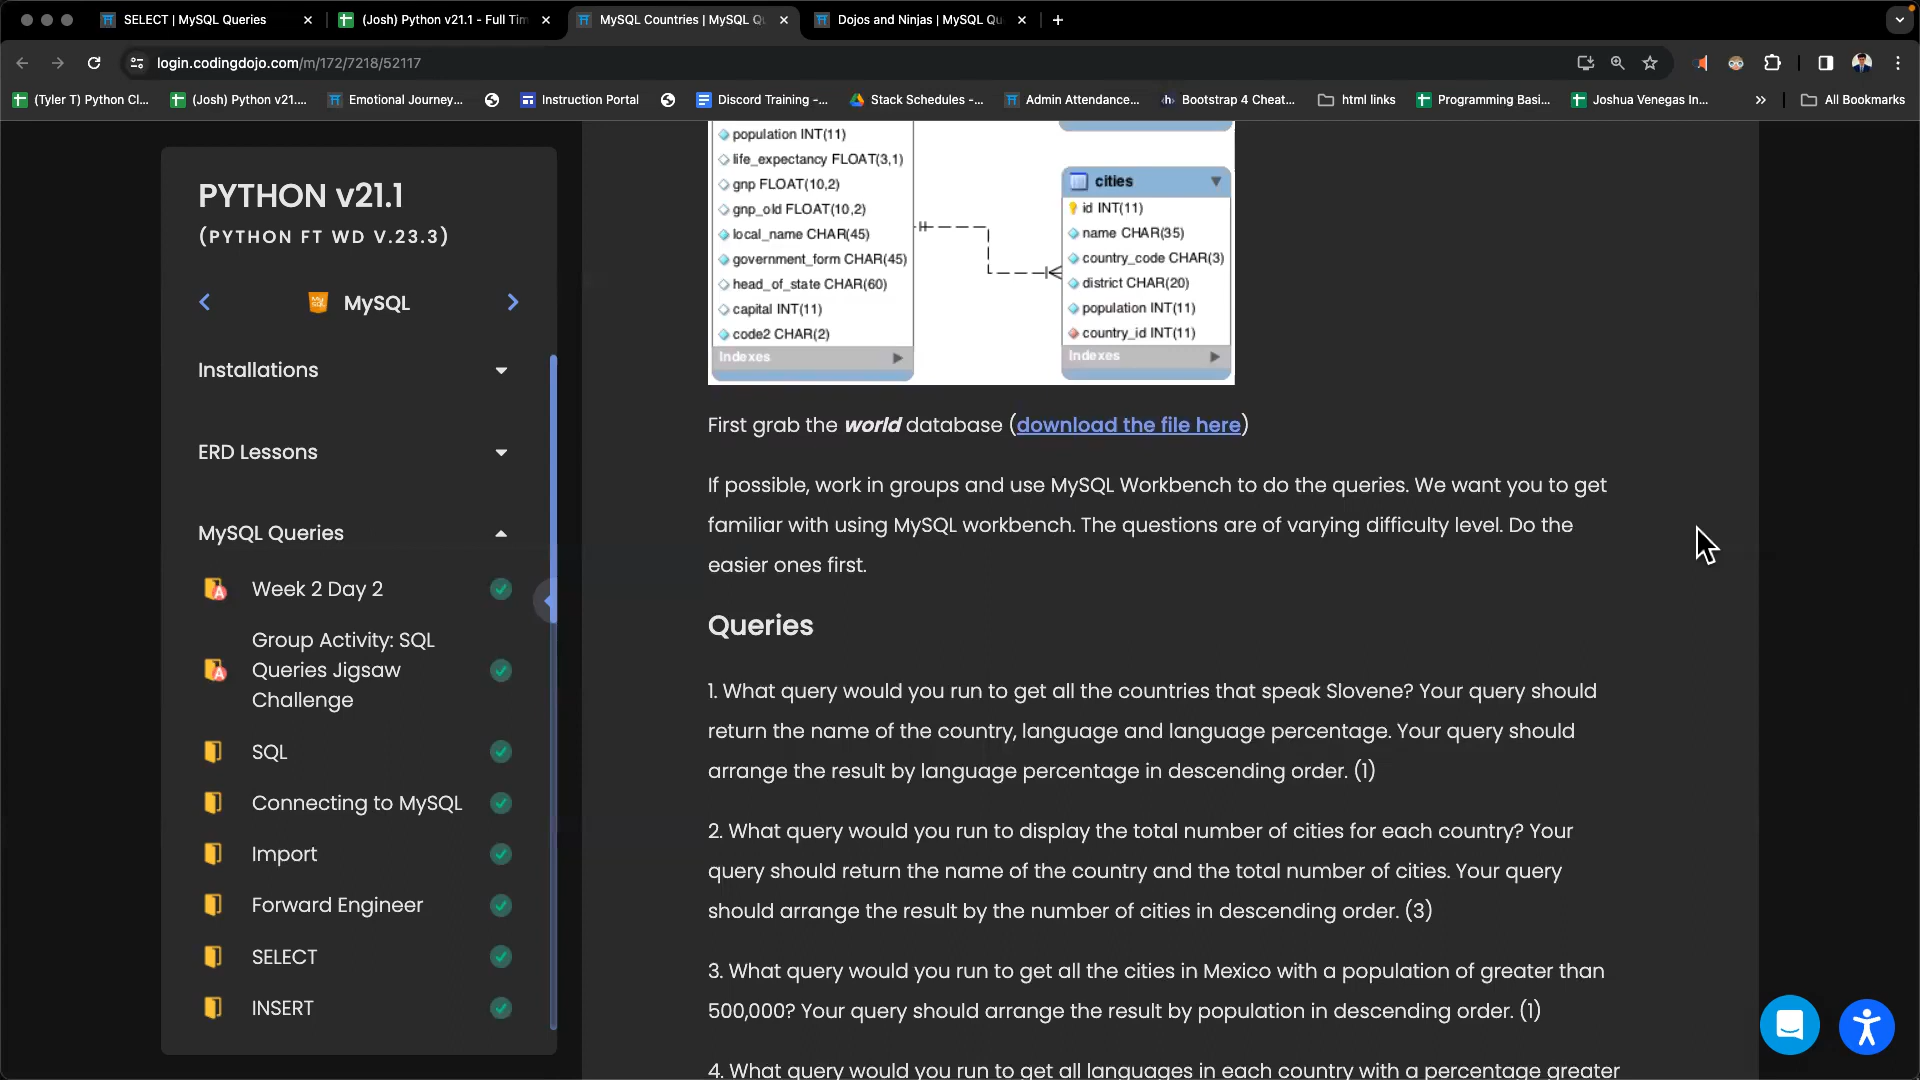 SELECT | MySQL Queries
(Josh) Python v21.1 - Full Tim
MySQL Countries | MySQL Q
Dojos and Ninjas | MySQL Qu
login.codingdojo.com/m/172/7218/52117
(Tyler T) Python Cl...
(Josh) Python v21....
Emotional Journey...
Instruction Portal
Discord Training -...
Stack Schedules -...
Admin Attendance...
Bootstrap 4 Cheat...
html links
Programming Basi...
Joshua Venegas In...
All Bookmarks
PYTHON v21.1
(PYTHON FT WD V.23.3)
MySQL
Installations
ERD Lessons
MySQL Queries
Week 2 Day 2
Group Activity: SQL
Queries Jigsaw
Challenge
SQL
Connecting to MySQL
Import
Forward Engineer
SELECT
INSERT
population INT(11)
life_expectancy FLOAT(3,1)
gnp FLOAT(10,2)
gnp_old FLOAT(10,2)
local_name CHAR(45)
government_form CHAR(45)
head_of_state CHAR(60)
capital INT(11)
code2 CHAR(2)
Indexes
cities
id INT(11)
name CHAR(35)
country_code CHAR(3)
district CHAR(20)
population INT(11)
country_id INT(11)
Indexes
First grab the world database (download the file here)
If possible, work in groups and use MySQL Workbench to do the queries. We want you to get
familiar with using MySQL workbench. The questions are of varying difficulty level. Do the
easier ones first.
Queries
1. What query would you run to get all the countries that speak Slovene? Your query should
return the name of the country, language and language percentage. Your query should
arrange the result by language percentage in descending order. (1)
2. What query would you run to display the total number of cities for each country? Your
query should return the name of the country and the total number of cities. Your query
should arrange the result by the number of cities in descending order. (3)
3. What query would you run to get all the cities in Mexico with a population of greater than
500,000? Your query should arrange the result by population in descending order. (1)
4. What query would you run to get all languages in each country with a percentage greater